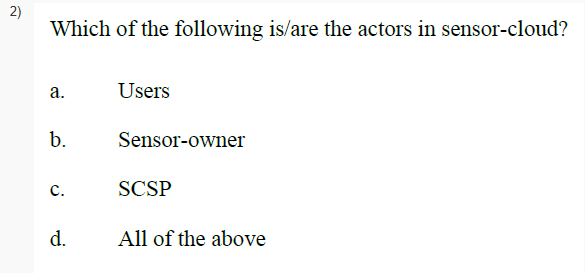 2)
Which of the following is/are the actors in sensor-cloud?
a. Users
b. Sensor-owner
c. SCSP
d. All of the above